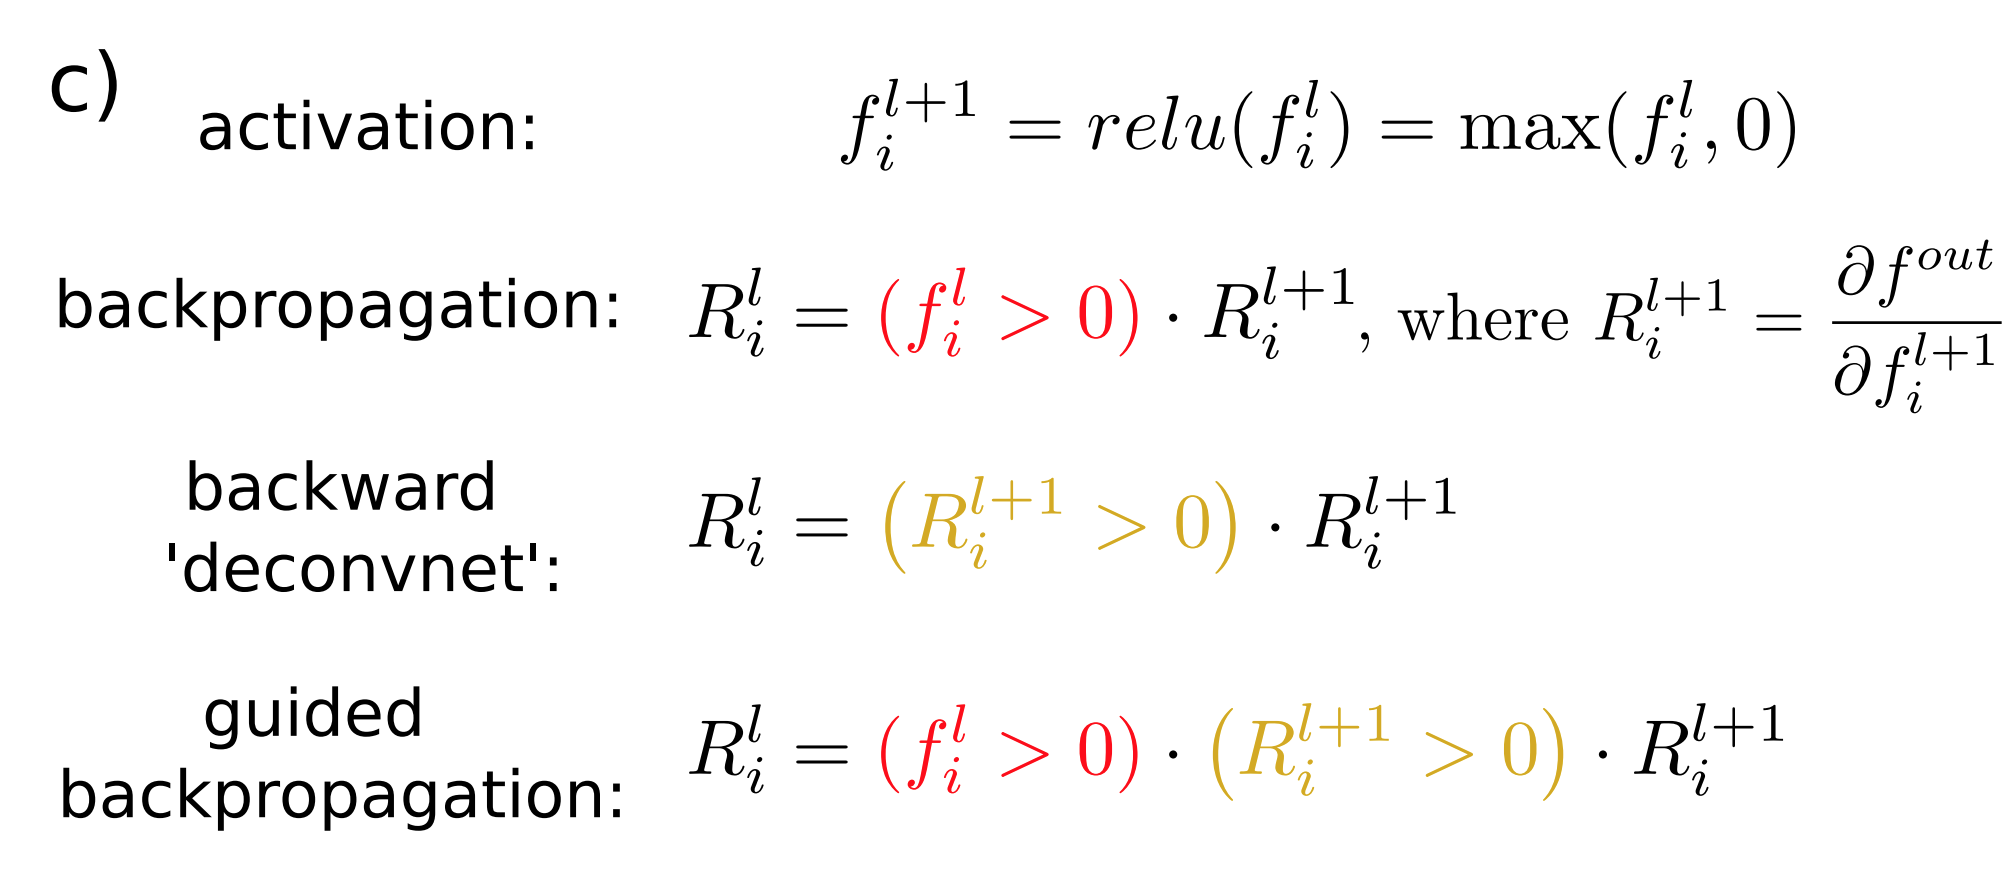 c)
activation: f_i^{l+1} = relu(f_i^l) = max(f_i^l, 0)
backpropagation: R_i^l = (f_i^l > 0) · R_i^{l+1}, where R_i^{l+1} = ∂f^{out} / ∂f_i^{l+1}
backward
'deconvnet': R_i^l = (R_i^{l+1} > 0) · R_i^{l+1}
guided
backpropagation: R_i^l = (f_i^l > 0) · (R_i^{l+1} > 0) · R_i^{l+1}